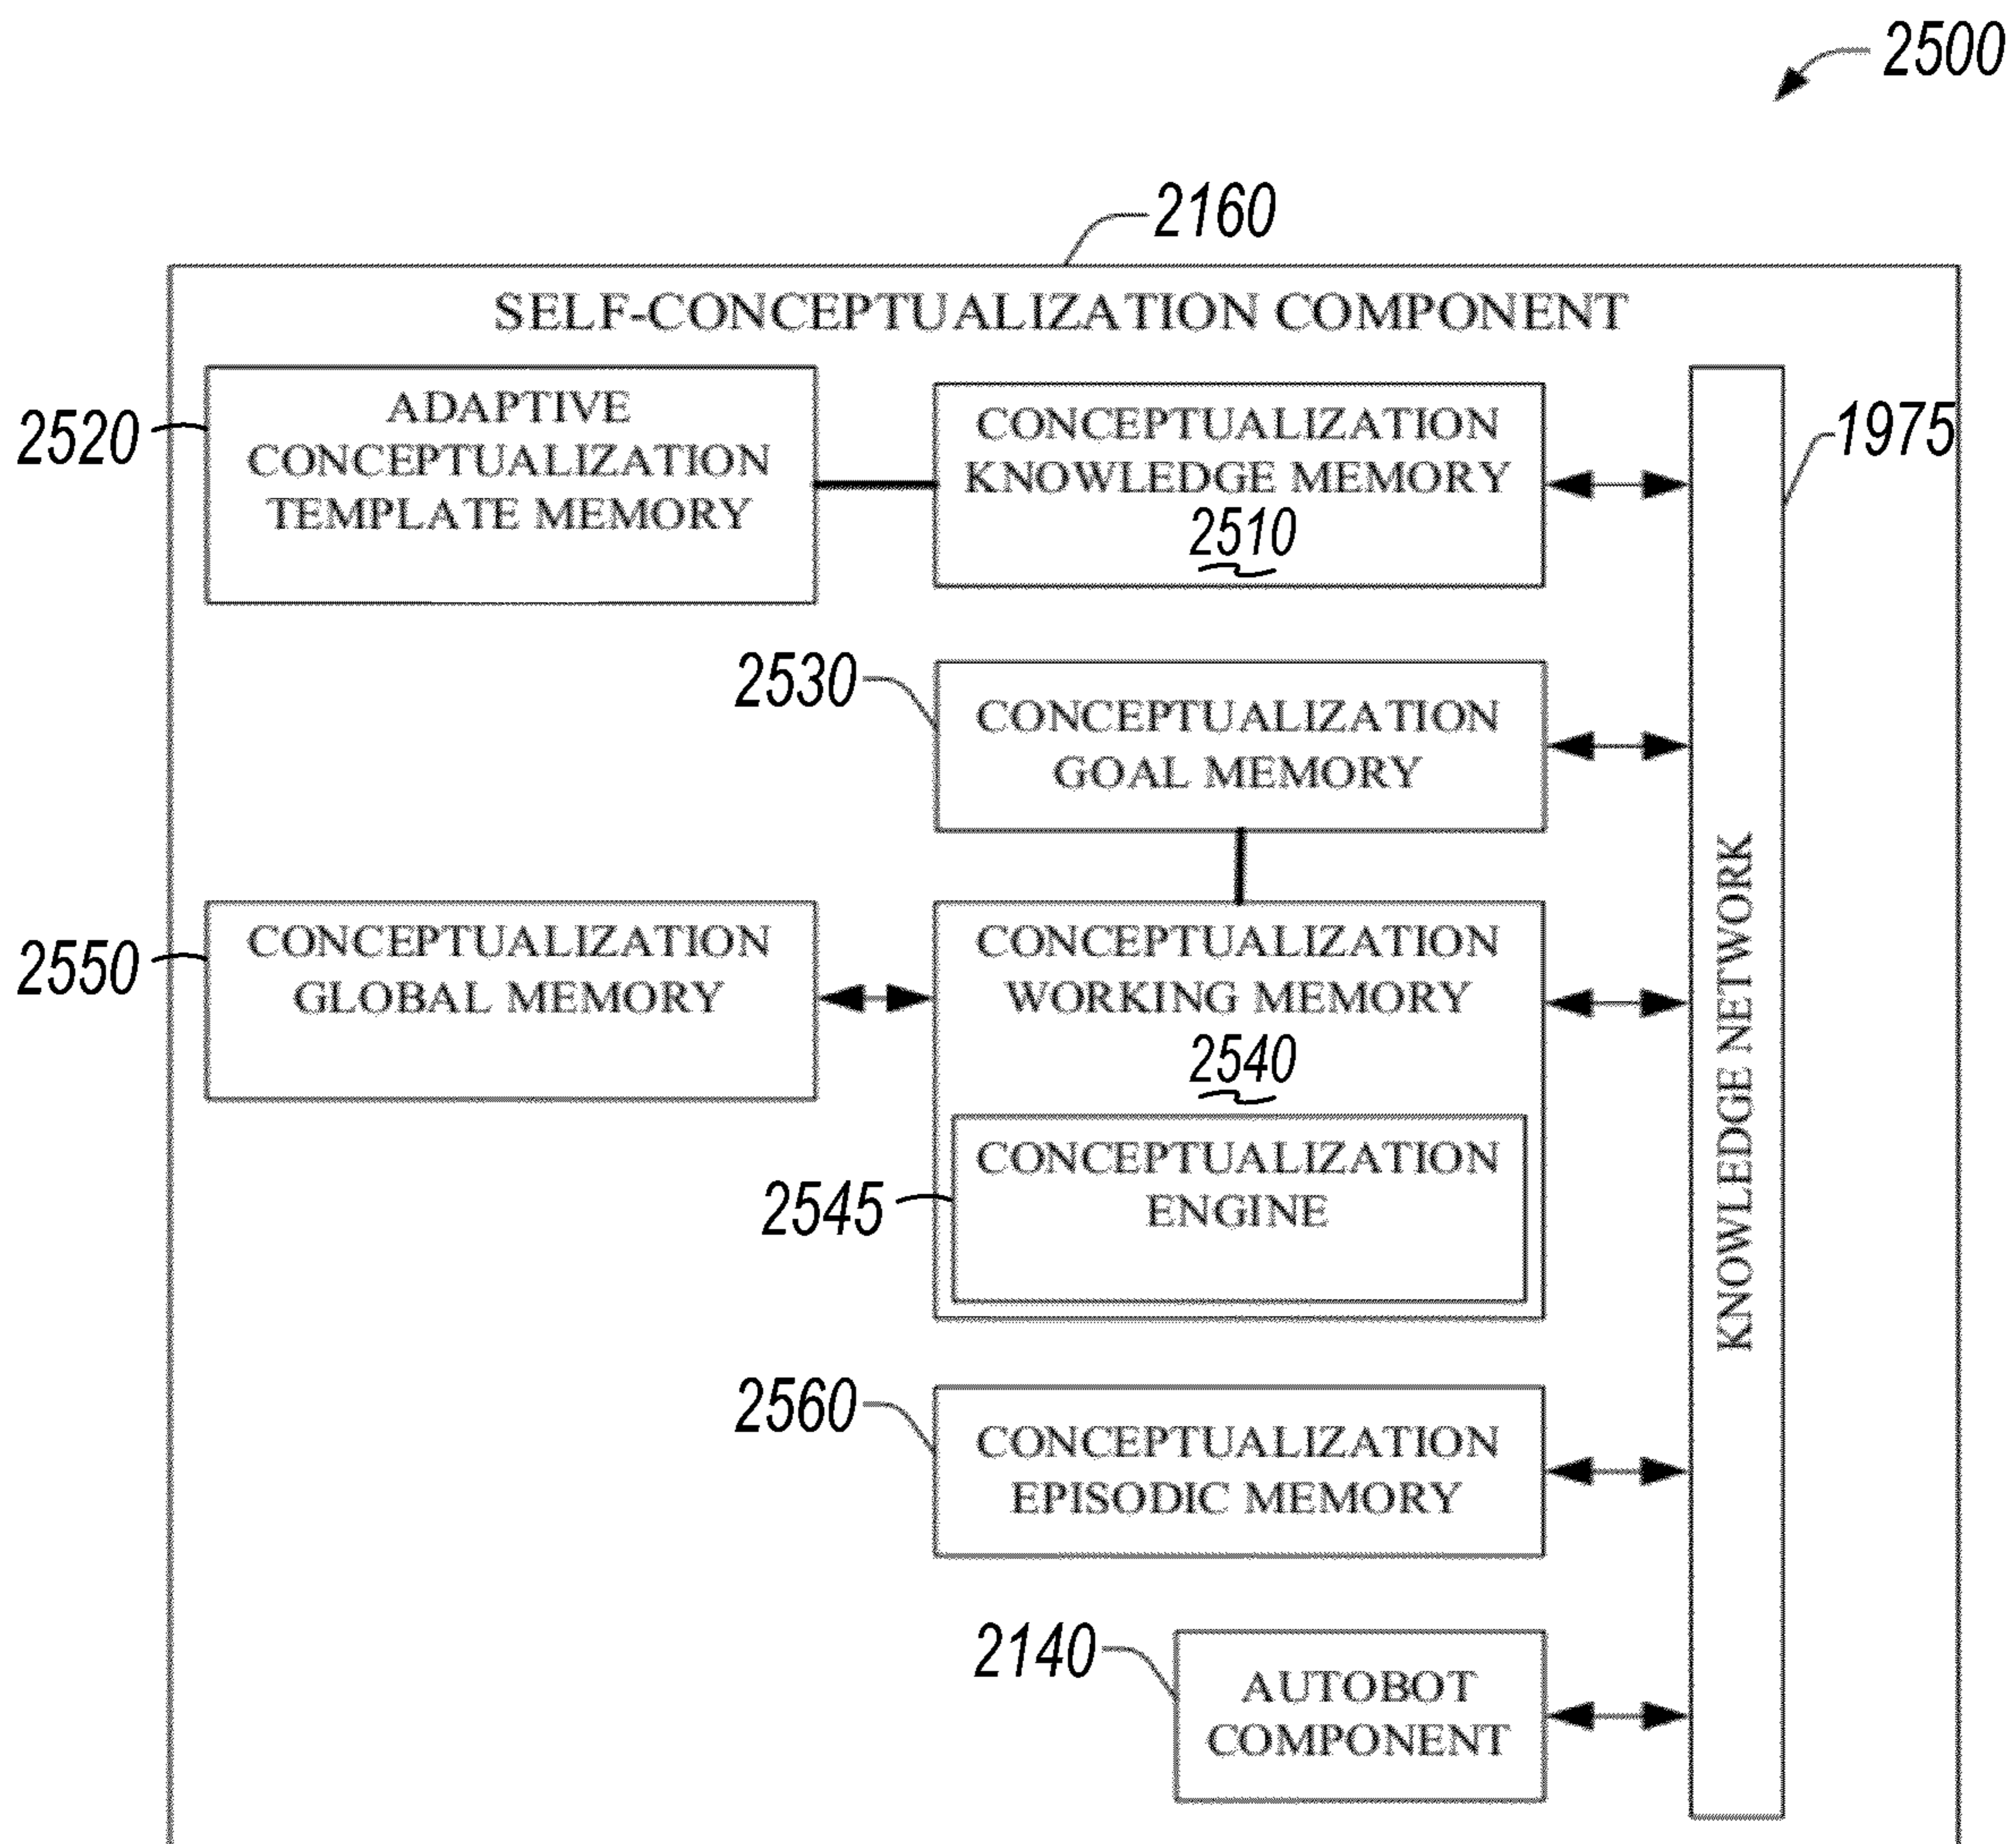 2500
2160
SELF-CONCEPTUALIZATION COMPONENT
2520
ADAPTIVE
CONCEPTUALIZATION
TEMPLATE MEMORY
CONCEPTUALIZATION
KNOWLEDGE MEMORY
2510
1975
2530
CONCEPTUALIZATION
GOAL MEMORY
2550
CONCEPTUALIZATION
GLOBAL MEMORY
CONCEPTUALIZATION
WORKING MEMORY
2540
2545
CONCEPTUALIZATION
ENGINE
KNOWLEDGE NETWORK
2560
CONCEPTUALIZATION
EPISODIC MEMORY
2140
AUTOBOT
COMPONENT